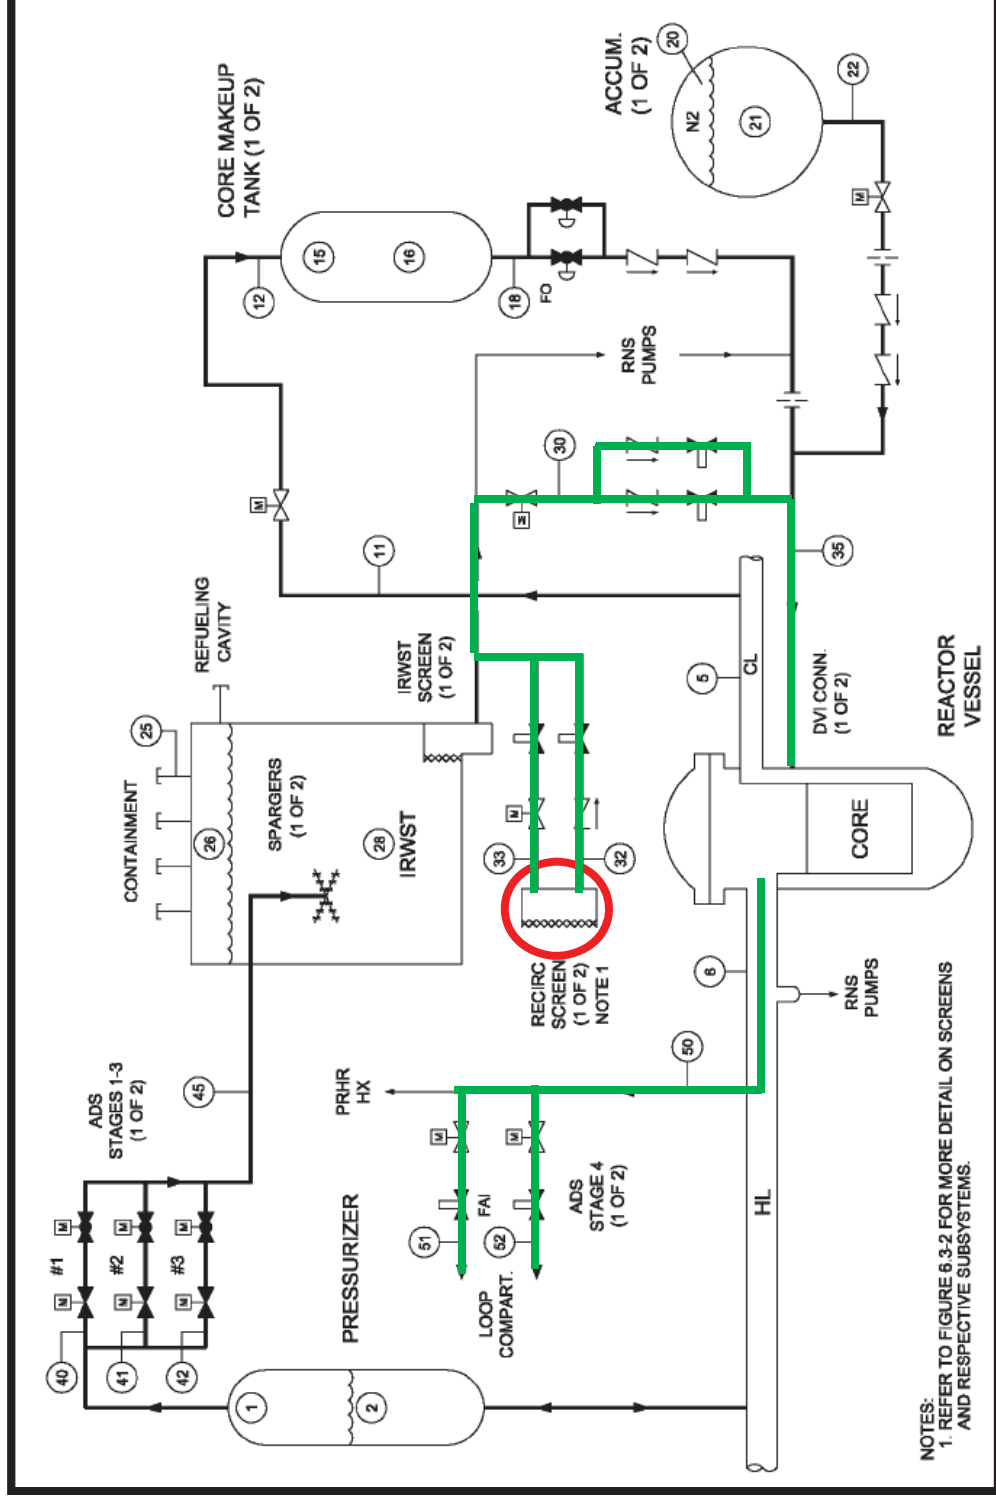 ACCUM.
(1 OF 2)
20
N2
21
22
M
CORE MAKEUP
TANK (1 OF 2)
12
15
16
18
FO
RNS
PUMPS
30
M
M
11
35
REFUELING
CAVITY
IRWST
SCREEN
(1 OF 2)
5
CL
DVI CONN.
(1 OF 2)
REACTOR
VESSEL
CONTAINMENT
25
26
SPARGERS
(1 OF 2)
28
IRWST
M
33
32
CORE
RECIRC
SCREEN
(1 OF 2)
NOTE 1
6
RNS
PUMPS
50
PRHR
HX
ADS
STAGES 1-3
(1 OF 2)
45
M
M
FAI
ADS
STAGE 4
(1 OF 2)
51
52
LOOP
COMPART.
HL
PRESSURIZER
#1
#2
#3
M
M
M
M
M
M
40
41
42
1
2
NOTES:
1. REFER TO FIGURE 6.3-2 FOR MORE DETAIL ON SCREENS
AND RESPECTIVE SUBSYSTEMS.